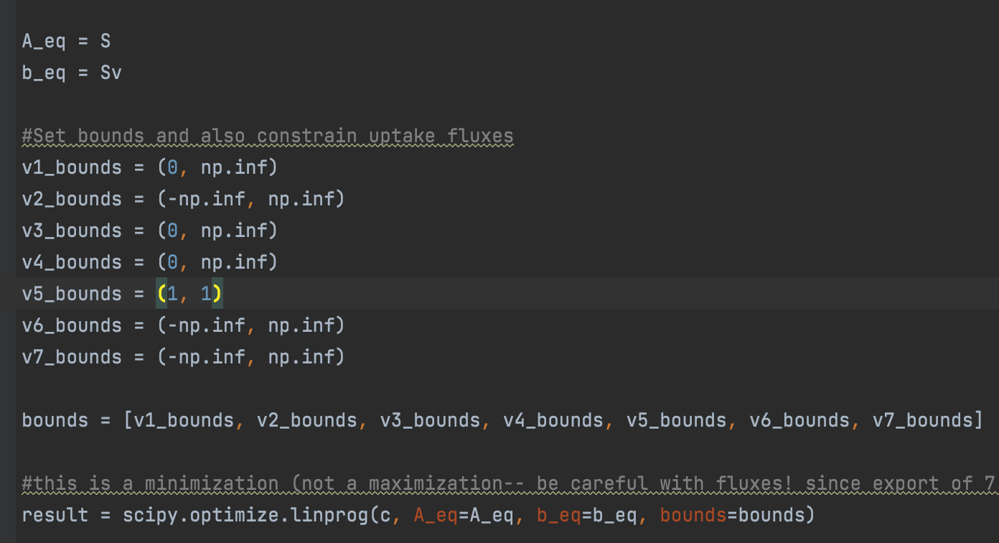 A_eq = S
b_eq = Sv
#Set bounds and also constrain uptake fluxes
v1_bounds = (0, np.inf)
v2_bounds = (-np.inf, np.inf)
v3_bounds = (0, np.inf)
v4_bounds = (0, np.inf)
v5_bounds = (1, 1)
v6_bounds = (-np.inf, np.inf)
v7_bounds = (-np.inf, np.inf)
bounds = [v1_bounds, v2_bounds, v3_bounds, v4_bounds, v5_bounds, v6_bounds, v7_bounds]
#this is a minimization (not a maximization-- be careful with fluxes! since export of 7
result = scipy.optimize.linprog(c, A_eq=A_eq, b_eq=b_eq, bounds=bounds)